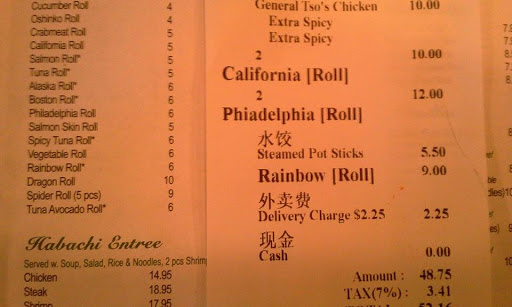 Cucumber Roll 4
Oshinko Roll 4
Crabmeat Roll 5
California Roll 5
Salmon Roll* 5
Tuna Roll* 5
Alaska Roll* 6
Boston Roll* 6
Philadelphia Roll 6
Salmon Skin Roll 5
Spicy Tuna Roll* 6
Vegetable Roll 6
Rainbow Roll* 6
Dragon Roll 10
Spider Roll (5 pcs) 9
Tuna Avocado Roll* 6
Habachi Entree
Served w. Soup, Salad, Rice & Noodles, 2 pcs Shrimp
Chicken 14.95
Steak 18.95
Shrimp 17.95
General Tso's Chicken 10.00
Extra Spicy
Extra Spicy
2 10.00
California [Roll]
2 12.00
Phiadelphia [Roll]
水饺
Steamed Pot Sticks 5.50
Rainbow [Roll] 9.00
外卖费
Delivery Charge $2.25 2.25
现金
Cash 0.00
Amount : 48.75
TAX(7%) : 3.41